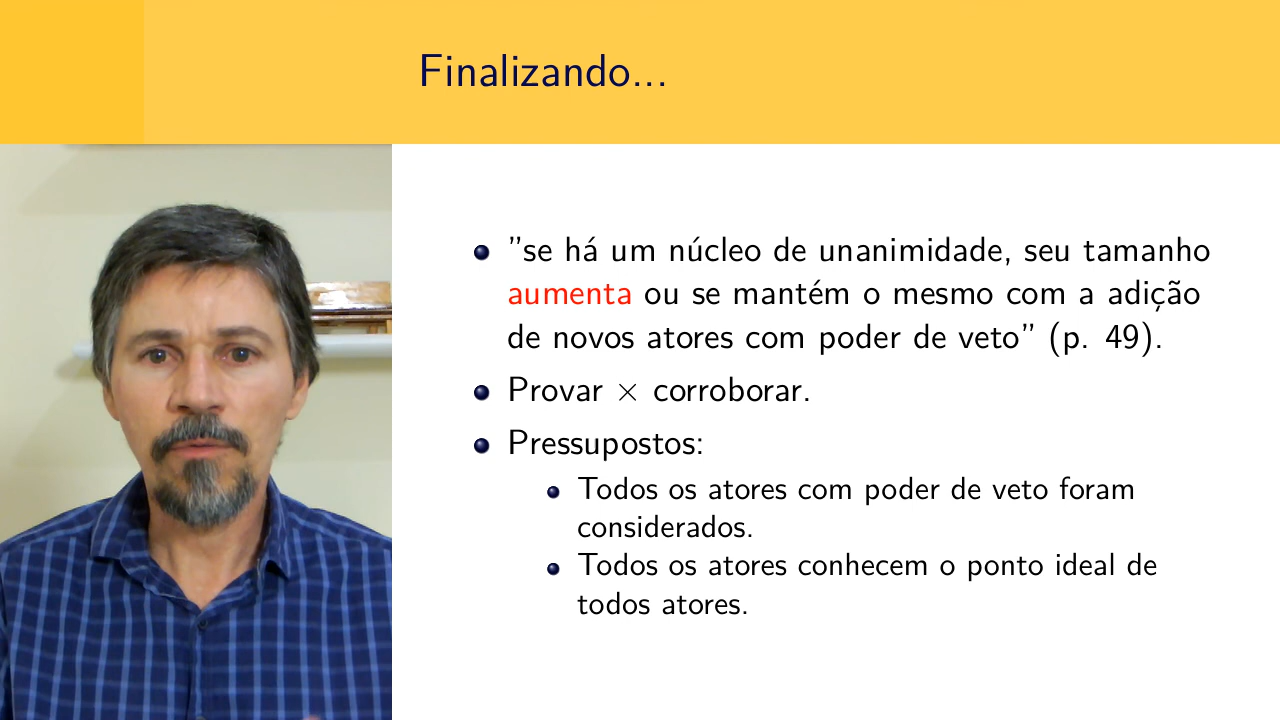 Finalizando...
”se há um núcleo de unanimidade, seu tamanho
aumenta ou se mantém o mesmo com a adição
de novos atores com poder de veto” (p. 49).
Provar × corroborar.
Pressupostos:
Todos os atores com poder de veto foram
considerados.
Todos os atores conhecem o ponto ideal de
todos atores.